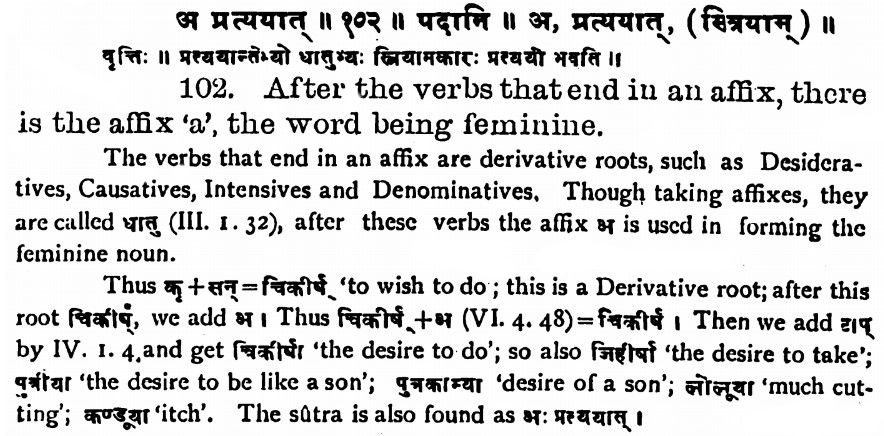 अ प्रत्ययात् ॥ १०२ ॥ पदानि ॥ अ, प्रत्ययात्, (स्त्रियाम्) ॥
वृत्तिः ॥ प्रत्ययान्तेभ्यो धातुभ्यः स्त्रियामकारः प्रत्ययो भवति ॥
102. After the verbs that end in an affix, there
is the affix ‘a’, the word being feminine.
The verbs that end in an affix are derivative roots, such as Desidera-
tives, Causatives, Intensives and Denominatives. Though taking affixes, they
are called धातु (III. 1. 32), after these verbs the affix अ is used in forming the
feminine noun.
Thus कृ + सन् = चिकीर्ष् ‘to wish to do ; this is a Derivative root; after this
root चिकीर्ष्, we add अ । Thus चिकीर्ष् + अ (VI. 4. 48) = चिकीर्ष । Then we add टाप्
by IV. 1. 4. and get चिकीर्षा ‘the desire to do’; so also जिहीर्षा ‘the desire to take’;
पुत्रीया ‘the desire to be like a son’; पुत्रकाम्या ‘desire of a son’; लोलूया ‘much cut-
ting’; कण्डूया ‘itch’. The sûtra is also found as अः प्रत्ययात् ।